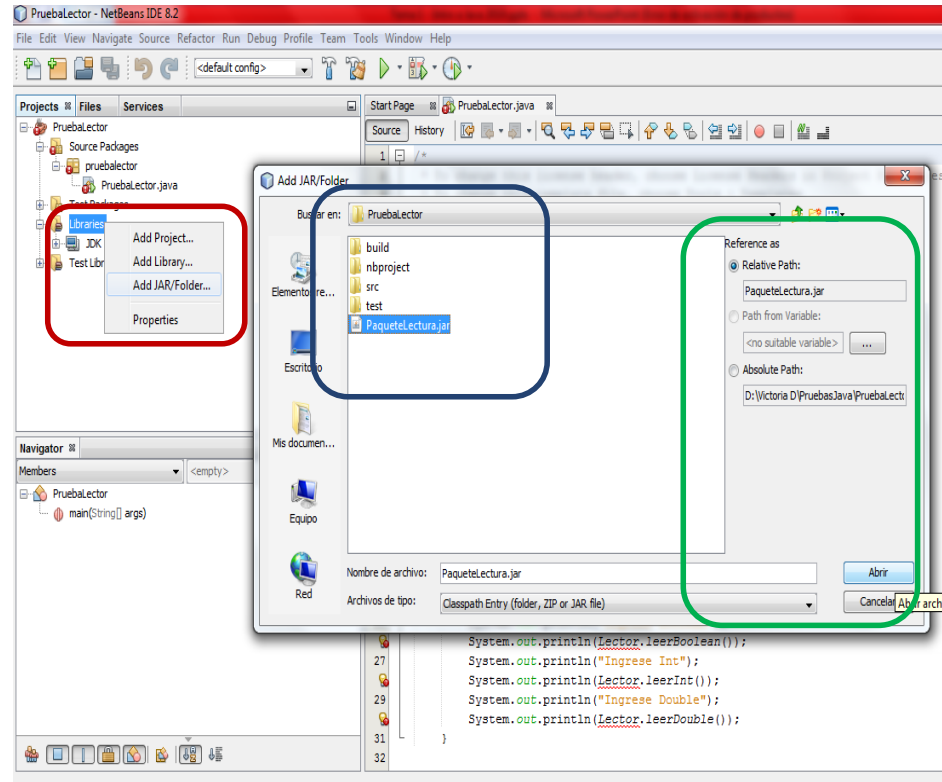 PruebaLector - NetBeans IDE 8.2
File Edit View Navigate Source Refactor Run Debug Profile Team Tools Window Help
<default config>
Projects Files Services
PruebaLector
Source Packages
pruebalector
PruebaLector.java
Test Packages
Libraries
JDK
Test Libr
Add Project...
Add Library...
Add JAR/Folder...
Properties
Start Page PruebaLector.java
Source History
1 /*
Add JAR/Folder
Buscar en: PruebaLector
build
nbproject
src
test
PaqueteLectura.jar
Escritorio
Mis documen...
Equipo
Red
Reference as
Relative Path:
PaqueteLectura.jar
Path from Variable:
<no suitable variable> ...
Absolute Path:
D:\Victoria D\PruebasJava\PruebaLect
Nombre de archivo: PaqueteLectura.jar Abrir
Archivos de tipo: Classpath Entry (folder, ZIP or JAR file) Cancelar
Navigator
Members <empty>
PruebaLector
main(String[] args)
System.out.println(Lector.leerBoolean());
27 System.out.println("Ingrese Int");
System.out.println(Lector.leerInt());
29 System.out.println("Ingrese Double");
System.out.println(Lector.leerDouble());
31 }
32